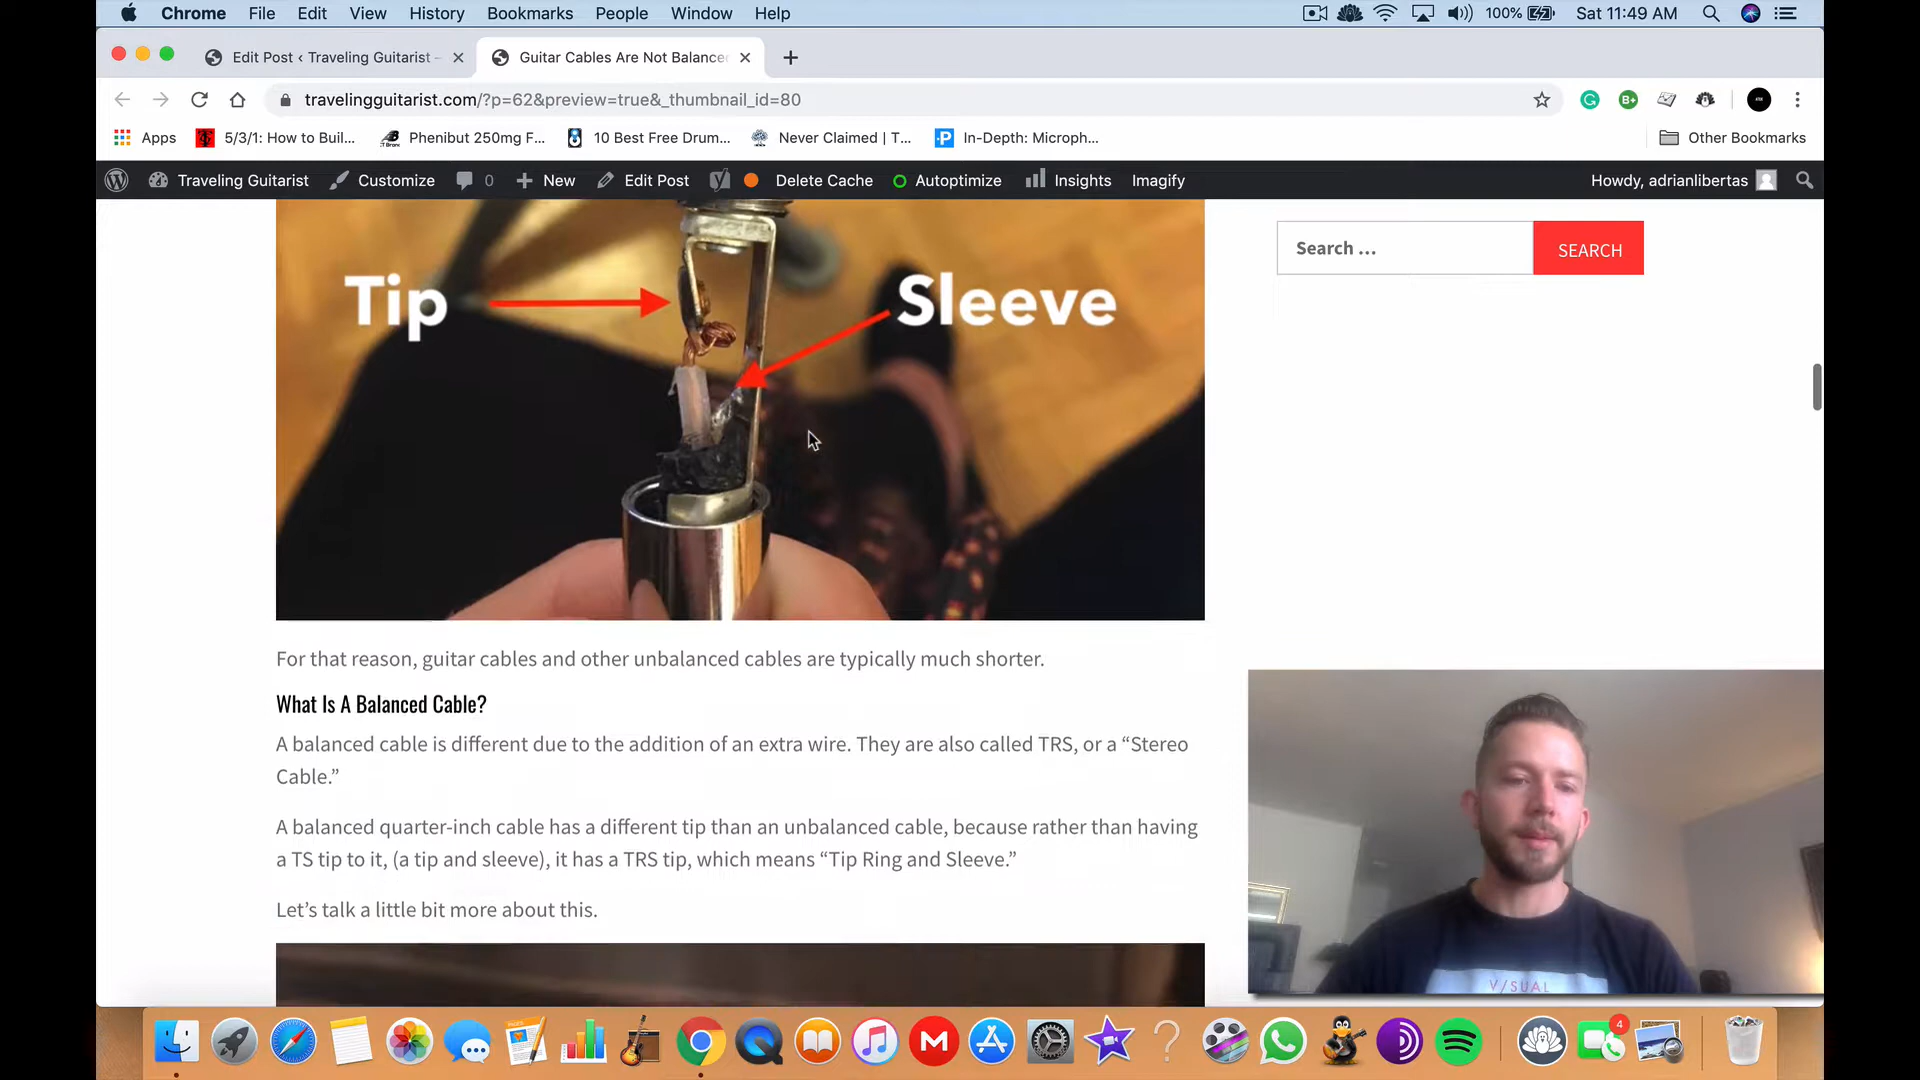 Chrome File Edit View History Bookmarks People Window Help 100% Sat 11:49 AM
Edit Post ‹ Traveling Guitarist – Guitar Cables Are Not Balance
travelingguitarist.com/?p=62&preview=true&_thumbnail_id=80
Apps 5/3/1: How to Buil... Phenibut 250mg F... 10 Best Free Drum... Never Claimed | T... In-Depth: Microph... Other Bookmarks
Traveling Guitarist Customize 0 New Edit Post Delete Cache Autoptimize Insights Imagify Howdy, adrianlibertas
Search ... SEARCH
Tip Sleeve
For that reason, guitar cables and other unbalanced cables are typically much shorter.
What Is A Balanced Cable?
A balanced cable is different due to the addition of an extra wire. They are also called TRS, or a “Stereo
Cable.”
A balanced quarter-inch cable has a different tip than an unbalanced cable, because rather than having
a TS tip to it, (a tip and sleeve), it has a TRS tip, which means “Tip Ring and Sleeve.”
Let’s talk a little bit more about this.
V/SUAL
4